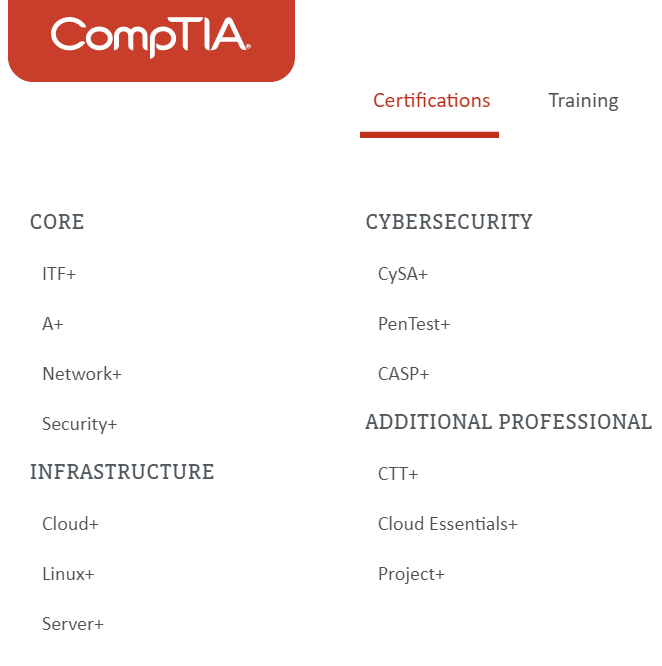 CompTIA®
Certifications
Training
CORE
ITF+
A+
Network+
Security+
INFRASTRUCTURE
Cloud+
Linux+
Server+
CYBERSECURITY
CySA+
PenTest+
CASP+
ADDITIONAL PROFESSIONAL
CTT+
Cloud Essentials+
Project+